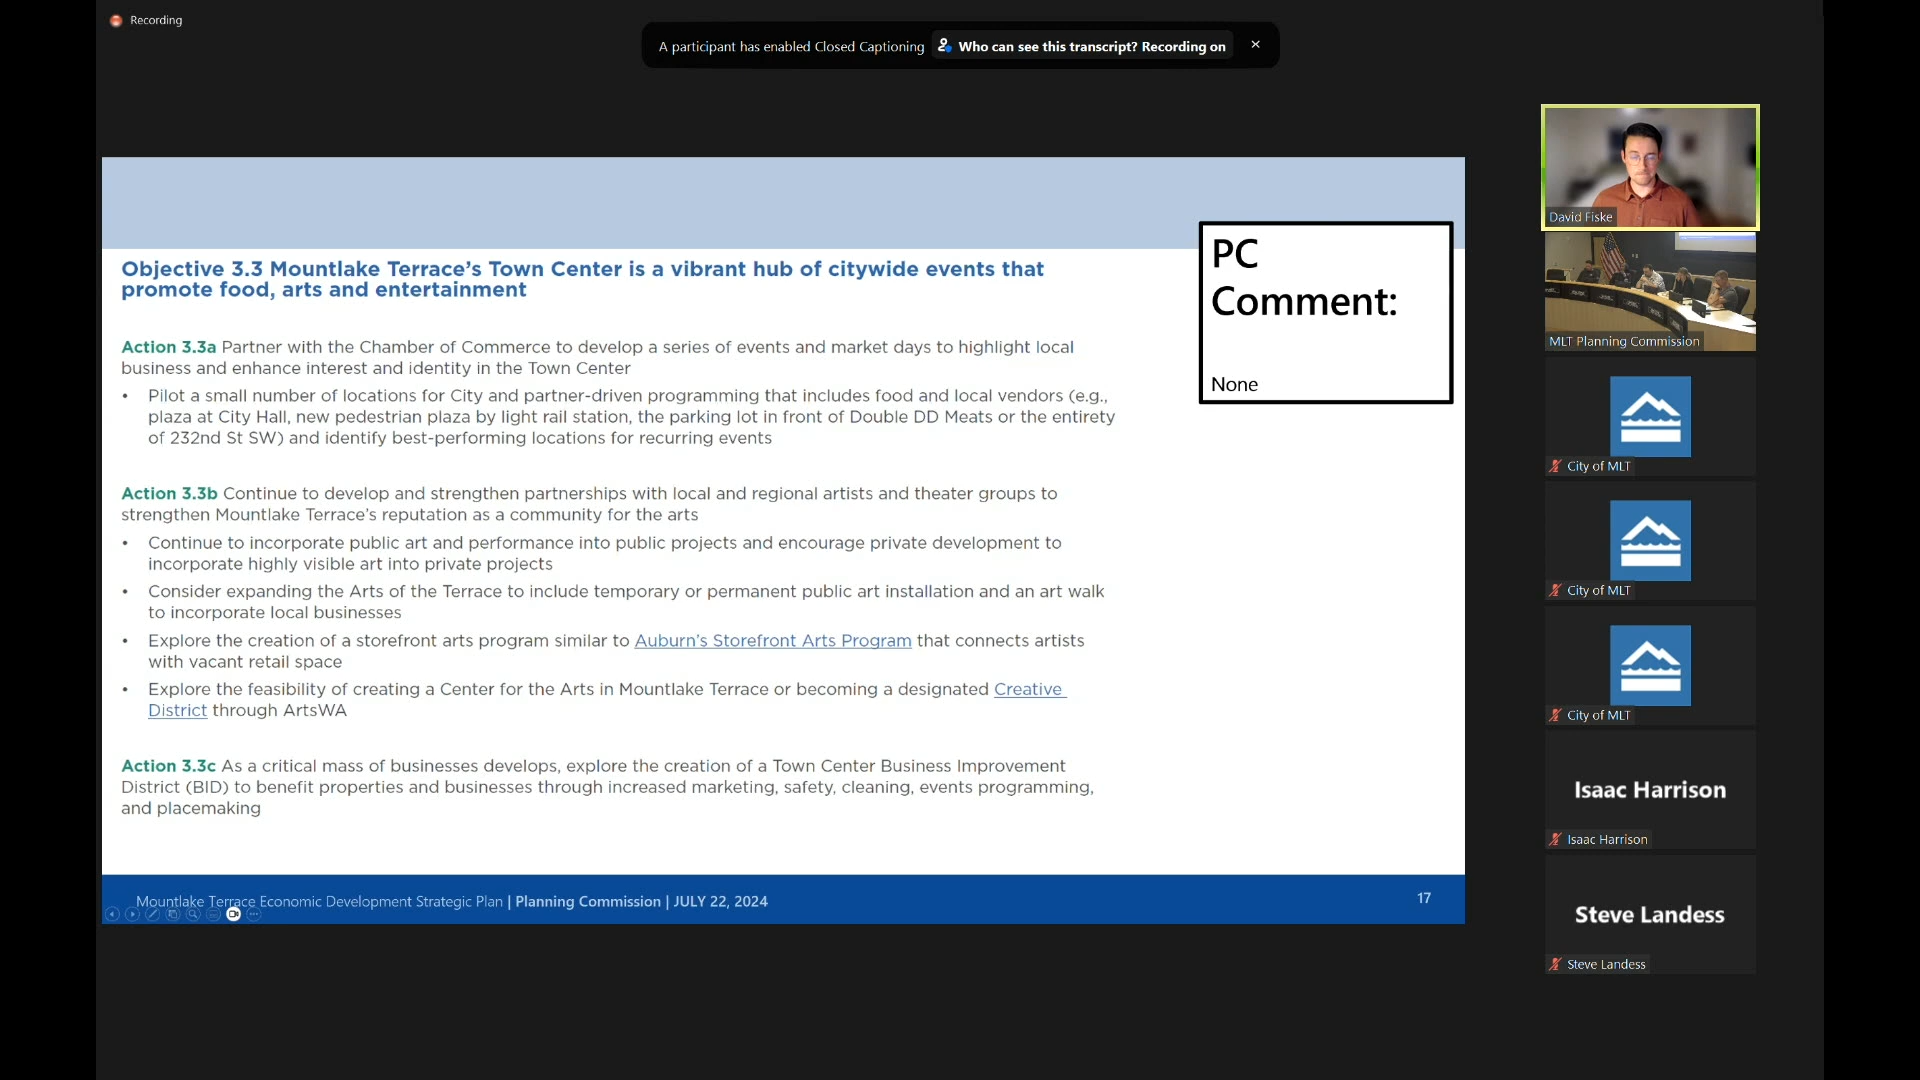 Recording
A participant has enabled Closed Captioning Who can see this transcript? Recording on
Objective 3.3 Mountlake Terrace's Town Center is a vibrant hub of citywide events that
promote food, arts and entertainment
PC
Comment:
None
Action 3.3a Partner with the Chamber of Commerce to develop a series of events and market days to highlight local
business and enhance interest and identity in the Town Center
• Pilot a small number of locations for City and partner-driven programming that includes food and local vendors (e.g.,
plaza at City Hall, new pedestrian plaza by light rail station, the parking lot in front of Double DD Meats or the entirety
of 232nd St SW) and identify best-performing locations for recurring events
Action 3.3b Continue to develop and strengthen partnerships with local and regional artists and theater groups to
strengthen Mountlake Terrace's reputation as a community for the arts
• Continue to incorporate public art and performance into public projects and encourage private development to
incorporate highly visible art into private projects
• Consider expanding the Arts of the Terrace to include temporary or permanent public art installation and an art walk
to incorporate local businesses
• Explore the creation of a storefront arts program similar to Auburn's Storefront Arts Program that connects artists
with vacant retail space
• Explore the feasibility of creating a Center for the Arts in Mountlake Terrace or becoming a designated Creative
District through ArtsWA
Action 3.3c As a critical mass of businesses develops, explore the creation of a Town Center Business Improvement
District (BID) to benefit properties and businesses through increased marketing, safety, cleaning, events programming,
and placemaking
Mountlake Terrace Economic Development Strategic Plan | Planning Commission | JULY 22, 2024
17
David Fiske
MLT Planning Commission
City of MLT
City of MLT
City of MLT
Isaac Harrison
Isaac Harrison
Steve Landess
Steve Landess